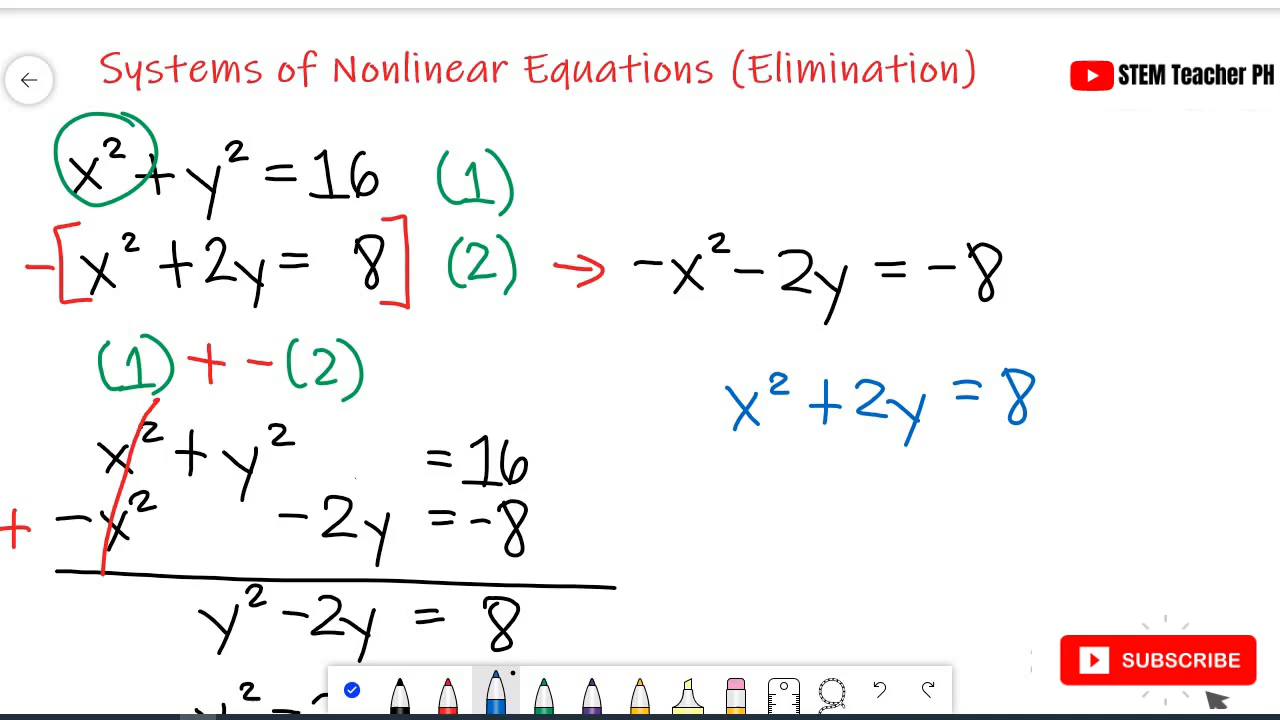 Systems of Nonlinear Equations (Elimination)
STEM Teacher PH
x² + y² = 16 (1)
-[x² + 2y = 8] (2) → -x² - 2y = -8
(1) + -(2)
x² + 2y = 8
x² + y² = 16
+ -x² - 2y = -8
y² - 2y = 8
SUBSCRIBE